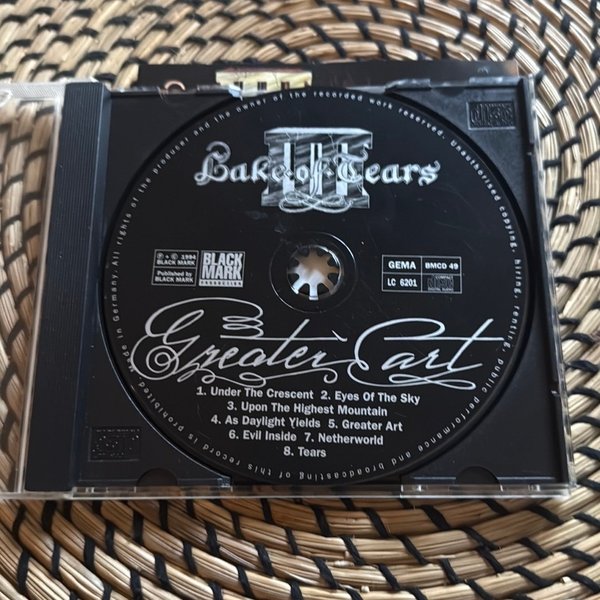 Made in Germany. All rights of the producer and the owner of the recorded work reserved. Unauthorised copying, hiring, renting, public performance and broadcasting of this record is prohibited
Lake of Tears
P + C 1994
BLACK MARK
Published by
BLACK MARK
BLACK
MARK
PRODUCTION
GEMA
BMCD 49
LC 6201
COMPACT
disc
DIGITAL AUDIO
Greater Art
1. Under The Crescent 2. Eyes Of The Sky
3. Upon The Highest Mountain
4. As Daylight Yields 5. Greater Art
6. Evil Inside 7. Netherworld
8. Tears